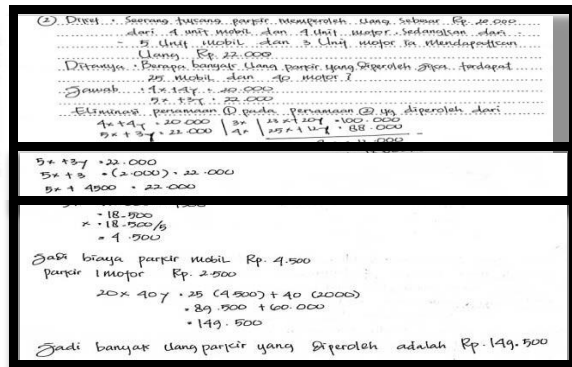 ② Diket : Seorang tukang parkir memperoleh uang sebesar Rp. 20.000
dari 4 unit mobil dan 4 unit motor. Sedangkan dari
- 5 Unit mobil dan 3 Unit motor ia mendapatkan
Uang Rp. 22.000
Ditanya : Berapa banyak Uang parkir yang diperoleh jika terdapat
25 mobil dan 40 motor ?
Jawab : 4x + 4y = 20.000
5x + 3y = 22.000
Eliminasi persamaan ① pada persamaan ② yg diperoleh dari
4x + 4y = 20.000 | 3x | +20y = 100.000
5x + 3y = 22.000 | 4x | 25x + 12y = 88.000
5x + 3y = 22.000
5x + 3 = (2.000) = 22.000
5x + 4500 = 22.000
= 18.500
x = 18.500/5
= 4.500
Jadi biaya parkir mobil Rp. 4.500
parkir 1 motor Rp. 2.500
20x 40y = 25 (4500) + 40 (2000)
= 89.500 + 60.000
= 149.500
Jadi banyak uang parkir yang diperoleh adalah Rp. 149.500